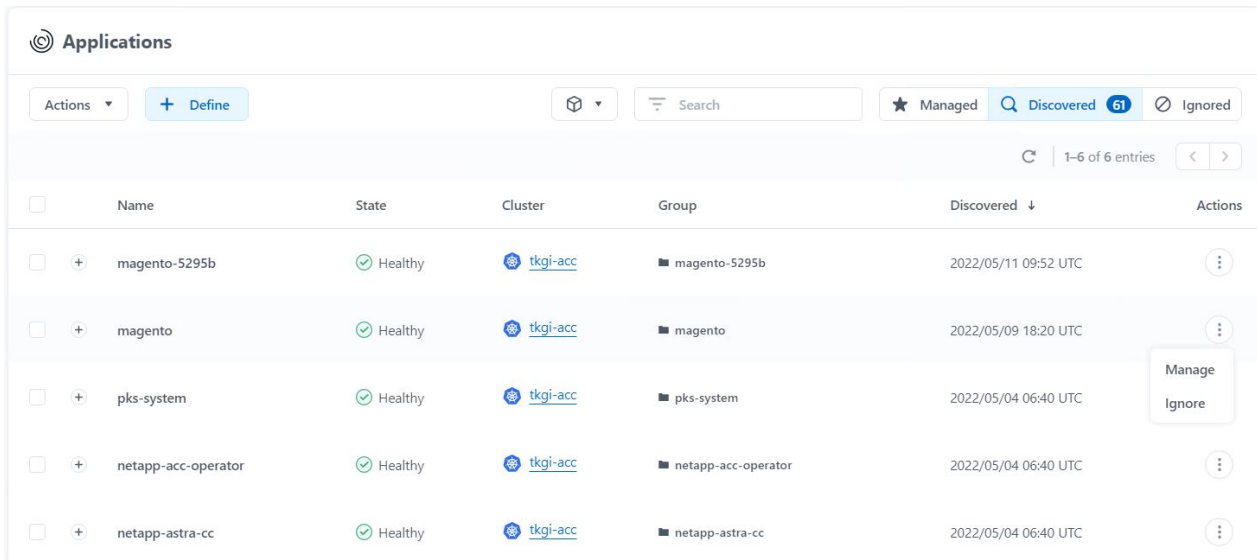 Applications
Actions + Define Search Managed Discovered 61 Ignored
1–6 of 6 entries
Name State Cluster Group Discovered ↓ Actions
magento-5295b Healthy tkgi-acc magento-5295b 2022/05/11 09:52 UTC
magento Healthy tkgi-acc magento 2022/05/09 18:20 UTC
Manage
pks-system Healthy tkgi-acc pks-system 2022/05/04 06:40 UTC
Ignore
netapp-acc-operator Healthy tkgi-acc netapp-acc-operator 2022/05/04 06:40 UTC
netapp-astra-cc Healthy tkgi-acc netapp-astra-cc 2022/05/04 06:40 UTC